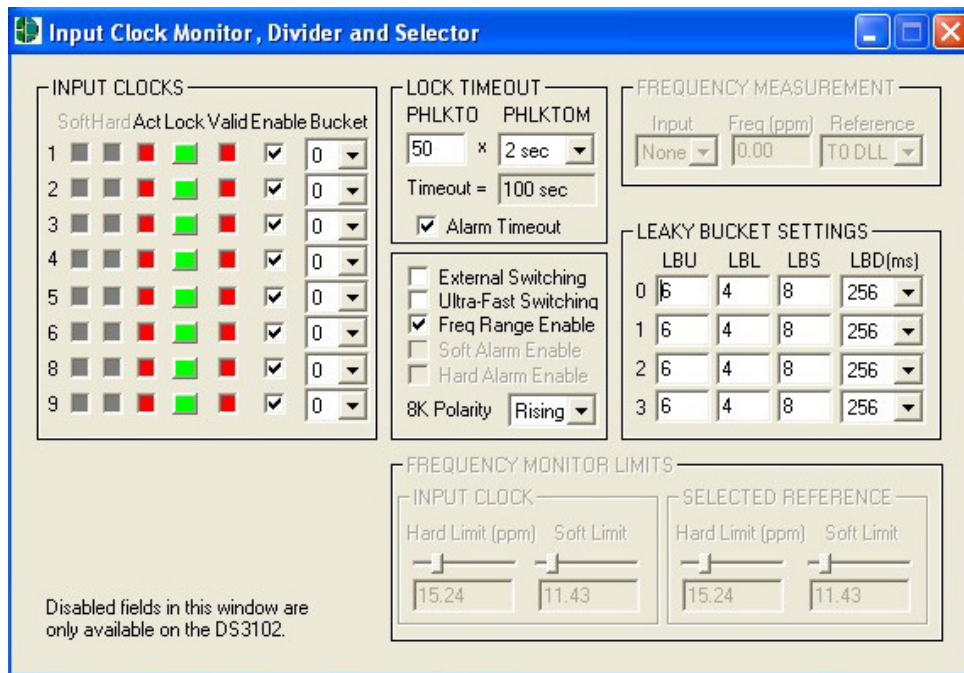 Input Clock Monitor, Divider and Selector
INPUT CLOCKS
Soft Hard Act Lock Valid Enable Bucket
1 0
2 0
3 0
4 0
5 0
6 0
8 0
9 0
LOCK TIMEOUT
PHLKTO PHLKTOM
50 x 2 sec
Timeout = 100 sec
Alarm Timeout
External Switching
Ultra-Fast Switching
Freq Range Enable
Soft Alarm Enable
Hard Alarm Enable
8K Polarity Rising
FREQUENCY MEASUREMENT
Input Freq (ppm) Reference
None 0.00 T0 DLL
LEAKY BUCKET SETTINGS
LBU LBL LBS LBD(ms)
0 6 4 8 256
1 6 4 8 256
2 6 4 8 256
3 6 4 8 256
FREQUENCY MONITOR LIMITS
INPUT CLOCK
Hard Limit (ppm) Soft Limit
15.24 11.43
SELECTED REFERENCE
Hard Limit (ppm) Soft Limit
15.24 11.43
Disabled fields in this window are
only available on the DS3102.